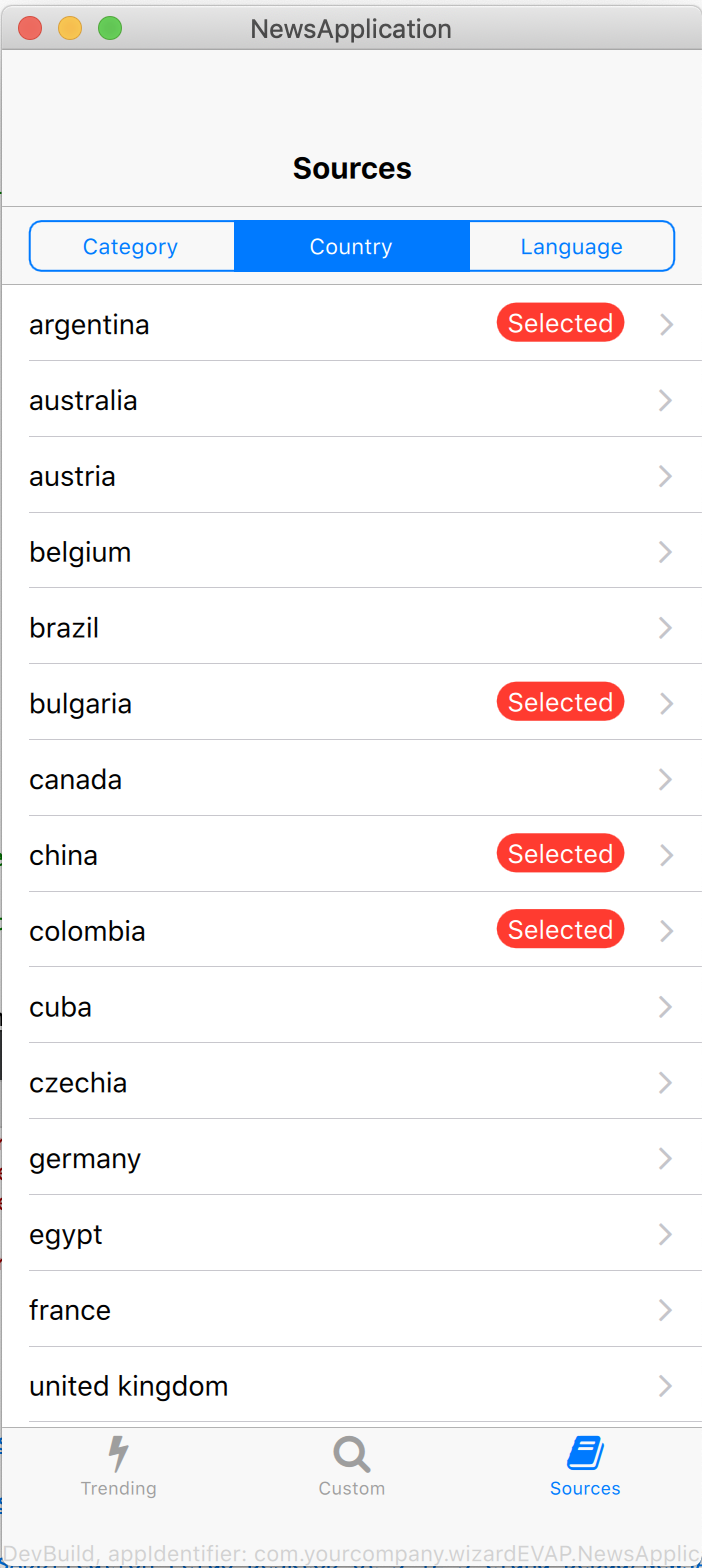 NewsApplication
Sources
Category Country Language
argentina Selected
australia
austria
belgium
brazil
bulgaria Selected
canada
china Selected
colombia Selected
cuba
czechia
germany
egypt
france
united kingdom
Trending Custom Sources
DevBuild, appIdentifier: com.yourcompany.wizardEVAP.NewsApplic